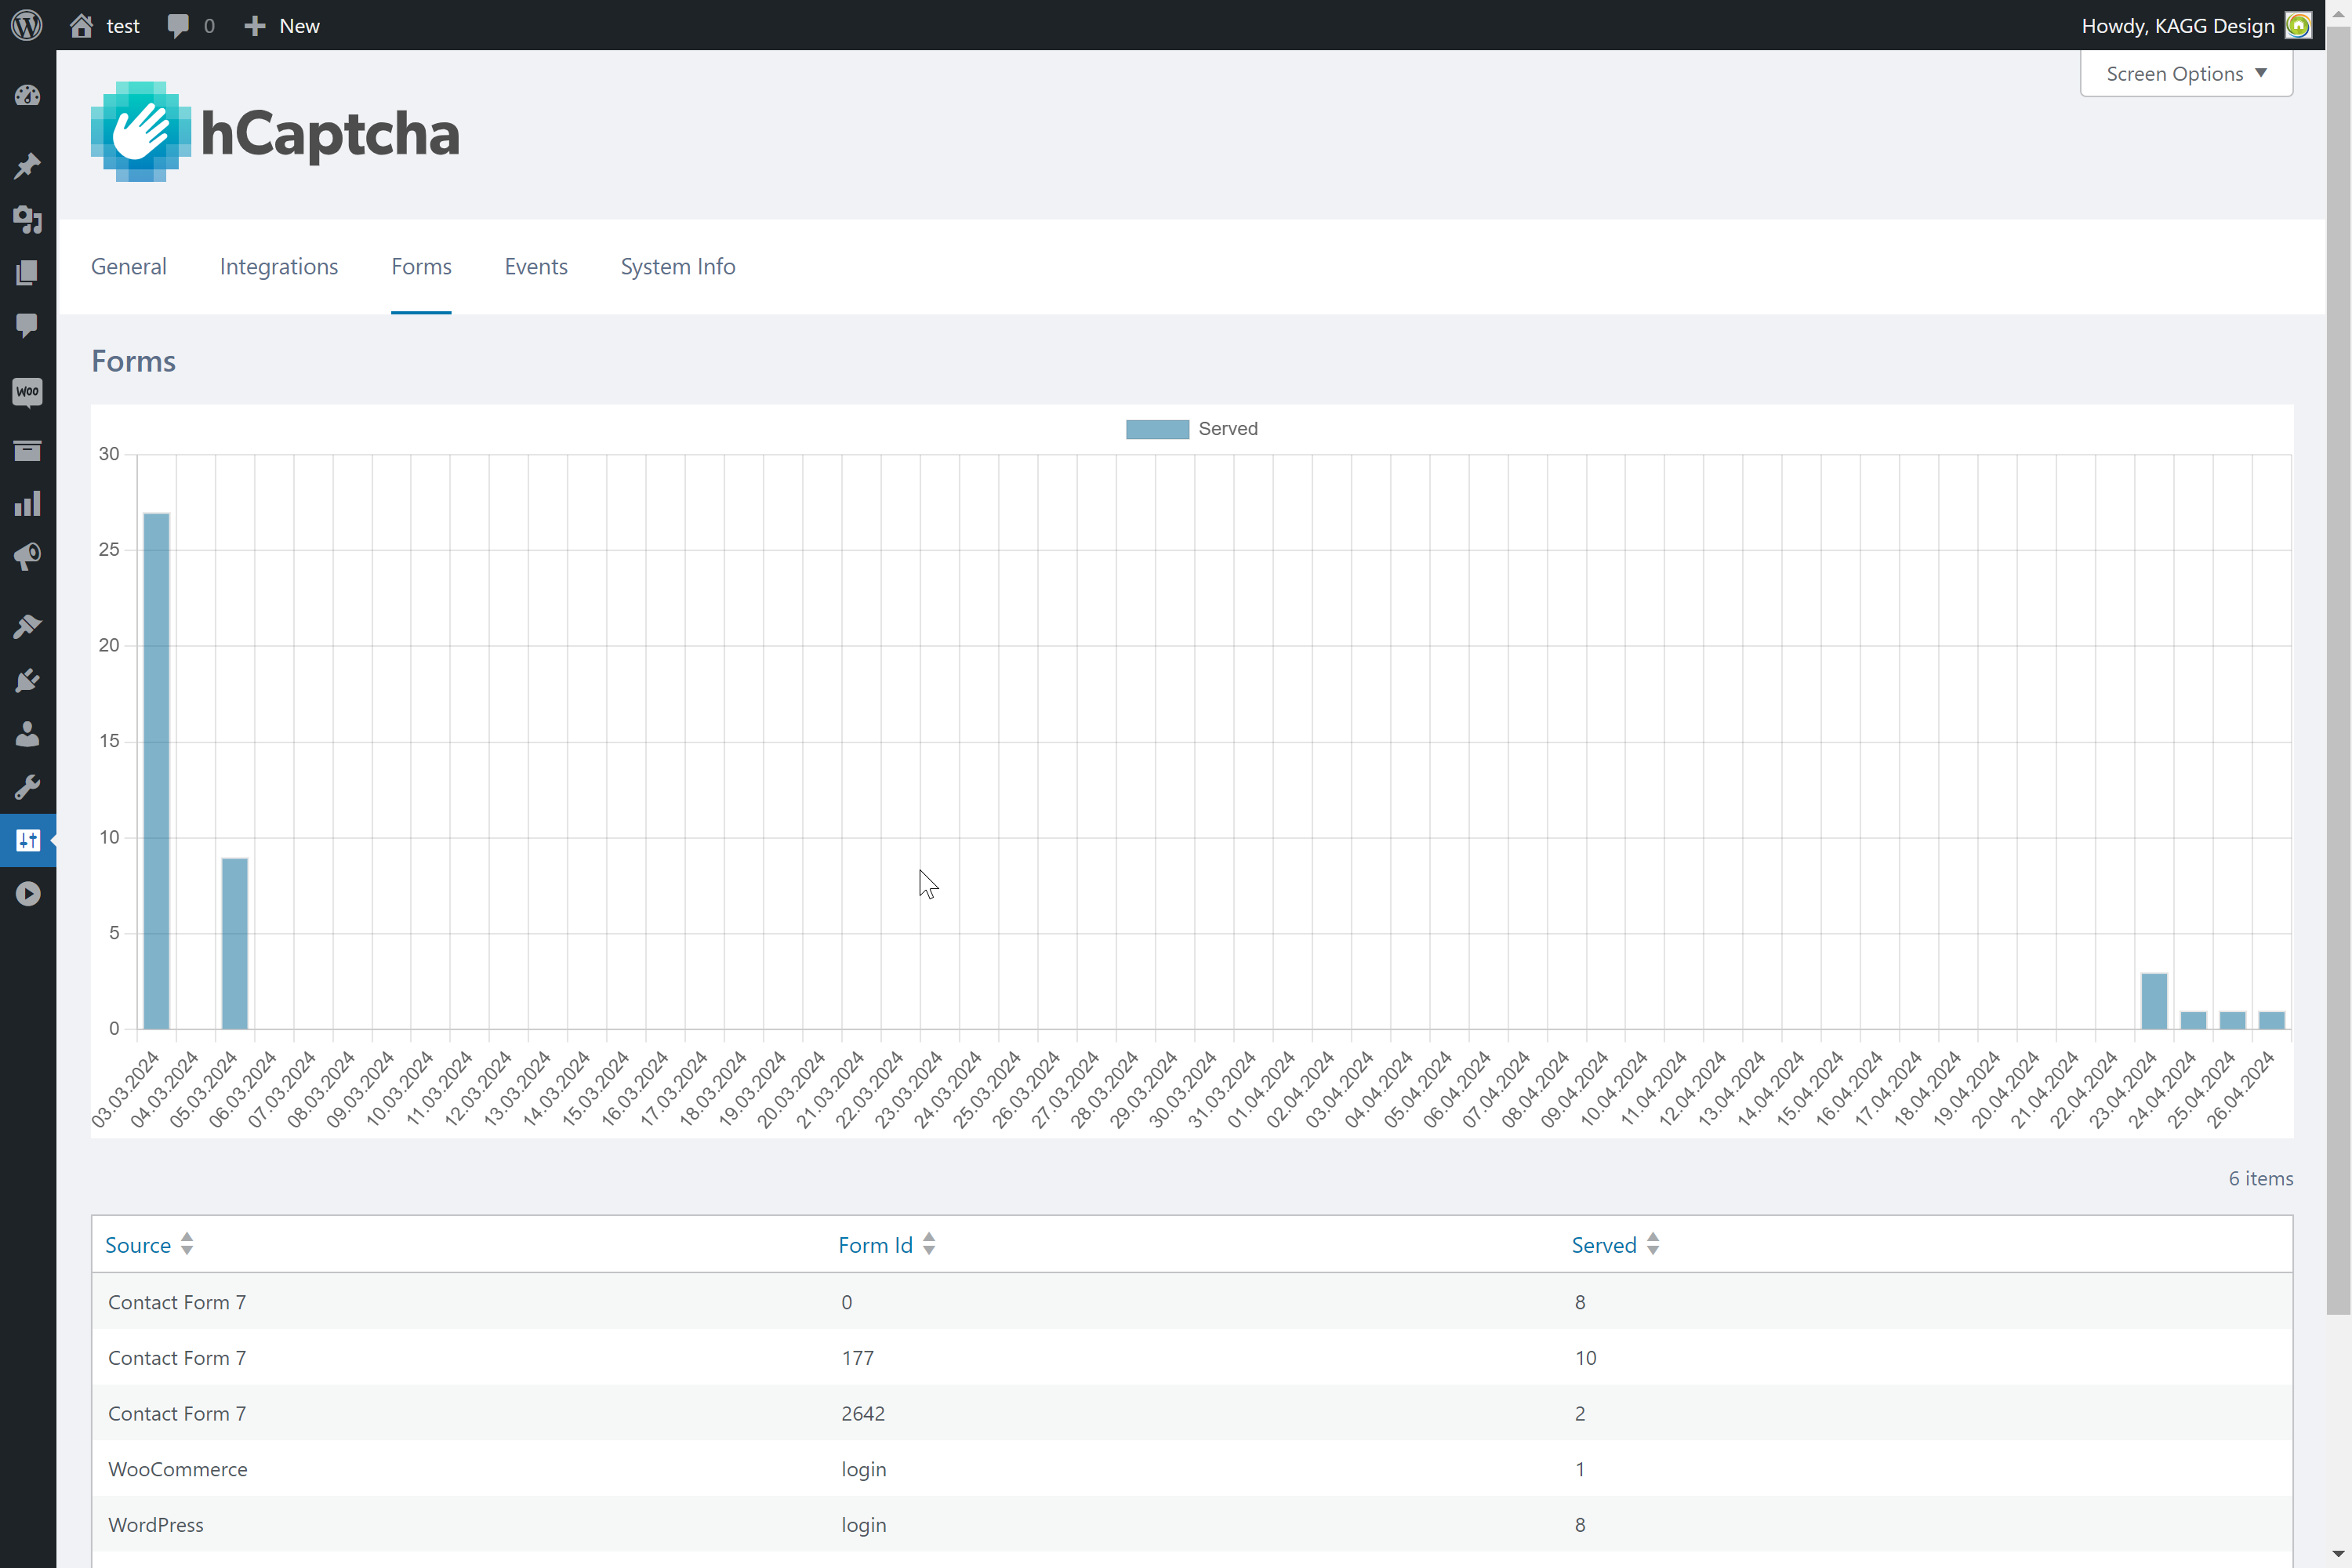 test 0 New Howdy, KAGG Design
Screen Options
hCaptcha
General Integrations Forms Events System Info
Woo
Forms
Served
30
25
20
15
10
5
0
03.03.2024 04.03.2024 05.03.2024 06.03.2024 07.03.2024 08.03.2024 09.03.2024 10.03.2024 11.03.2024 12.03.2024 13.03.2024 14.03.2024 15.03.2024 16.03.2024 17.03.2024 18.03.2024 19.03.2024 20.03.2024 21.03.2024 22.03.2024 23.03.2024 24.03.2024 25.03.2024 26.03.2024 27.03.2024 28.03.2024 29.03.2024 30.03.2024 31.03.2024 01.04.2024 02.04.2024 03.04.2024 04.04.2024 05.04.2024 06.04.2024 07.04.2024 08.04.2024 09.04.2024 10.04.2024 11.04.2024 12.04.2024 13.04.2024 14.04.2024 15.04.2024 16.04.2024 17.04.2024 18.04.2024 19.04.2024 20.04.2024 21.04.2024 22.04.2024 23.04.2024 24.04.2024 25.04.2024 26.04.2024
6 items
Source Form Id Served
Contact Form 7 0 8
Contact Form 7 177 10
Contact Form 7 2642 2
WooCommerce login 1
WordPress login 8